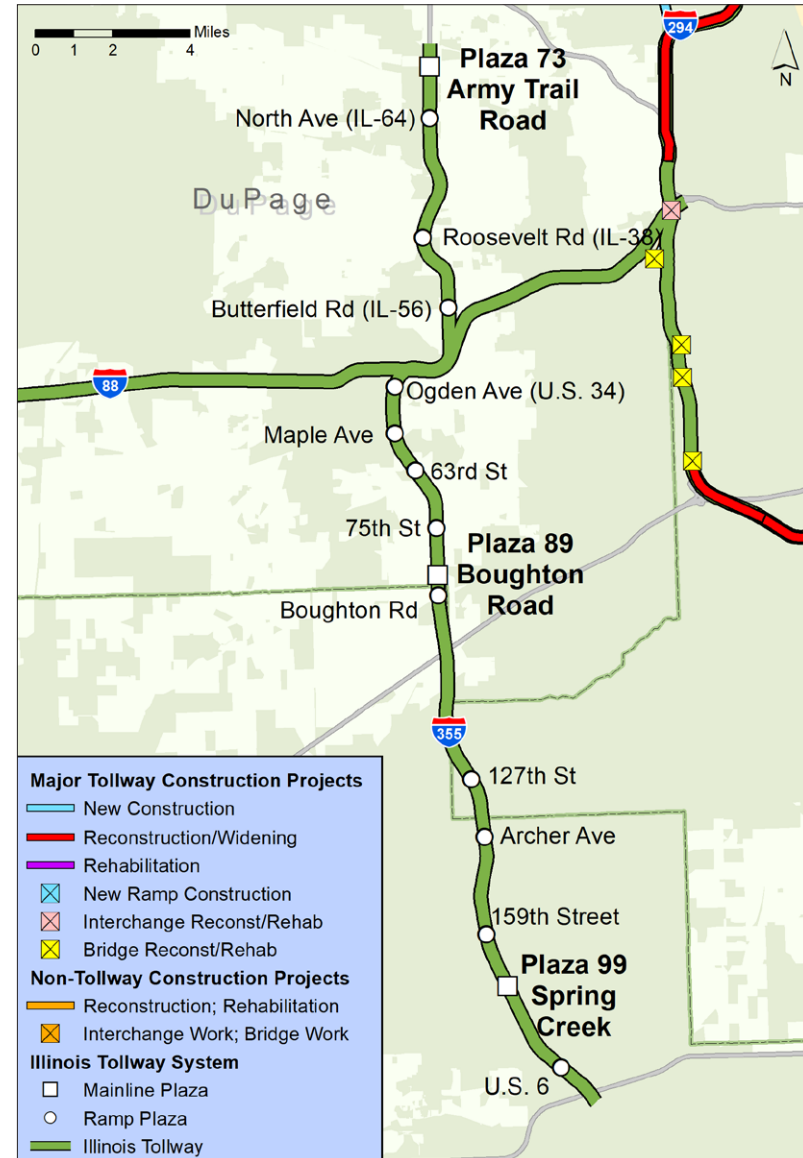 Miles
0 1 2 4
294
N
Plaza 73
Army Trail
Road
North Ave (IL-64)
DuPage
Roosevelt Rd (IL-38)
Butterfield Rd (IL-56)
88
Ogden Ave (U.S. 34)
Maple Ave
63rd St
75th St
Plaza 89
Boughton
Road
Boughton Rd
355
127th St
Archer Ave
159th Street
Plaza 99
Spring
Creek
U.S. 6
Major Tollway Construction Projects
New Construction
Reconstruction/Widening
Rehabilitation
New Ramp Construction
Interchange Reconst/Rehab
Bridge Reconst/Rehab
Non-Tollway Construction Projects
Reconstruction; Rehabilitation
Interchange Work; Bridge Work
Illinois Tollway System
Mainline Plaza
Ramp Plaza
Illinois Tollway